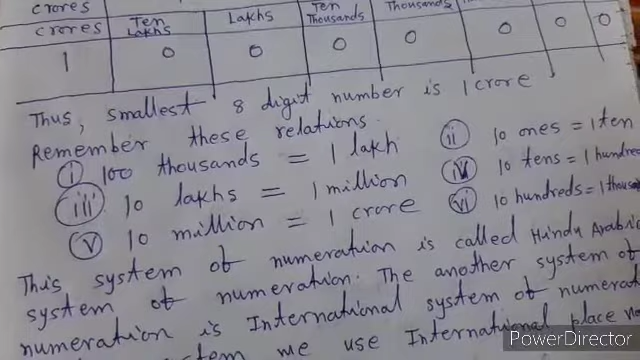 crores
Lakhs
Ten Thousands
Thousands
crores Ten Lakhs
1 0 0 0 0 0 0 0
Thus, smallest 8 digit number is 1 crore
Remember these relations.
(i) 100 thousands = 1 lakh (ii) 10 ones = 1 ten
(iii) 10 lakhs = 1 million (iv) 10 tens = 1 hundred
(v) 10 million = 1 crore (vi) 10 hundreds = 1
This system of numeration is called Hindu Arabic
system of numeration. The another system of
numeration is International system of
we use International place
PowerDirector